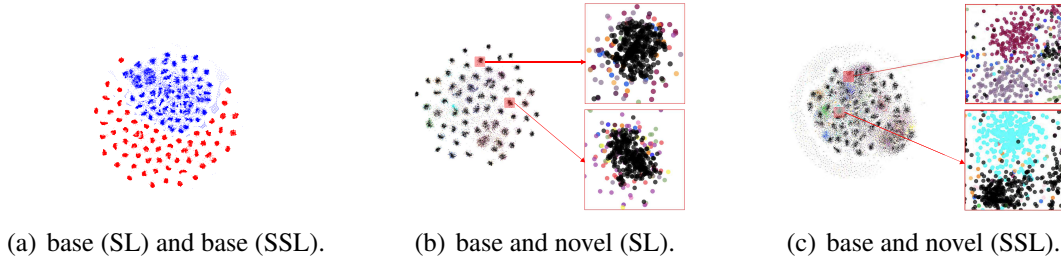 (a) base (SL) and base (SSL).
(b) base and novel (SL).
(c) base and novel (SSL).